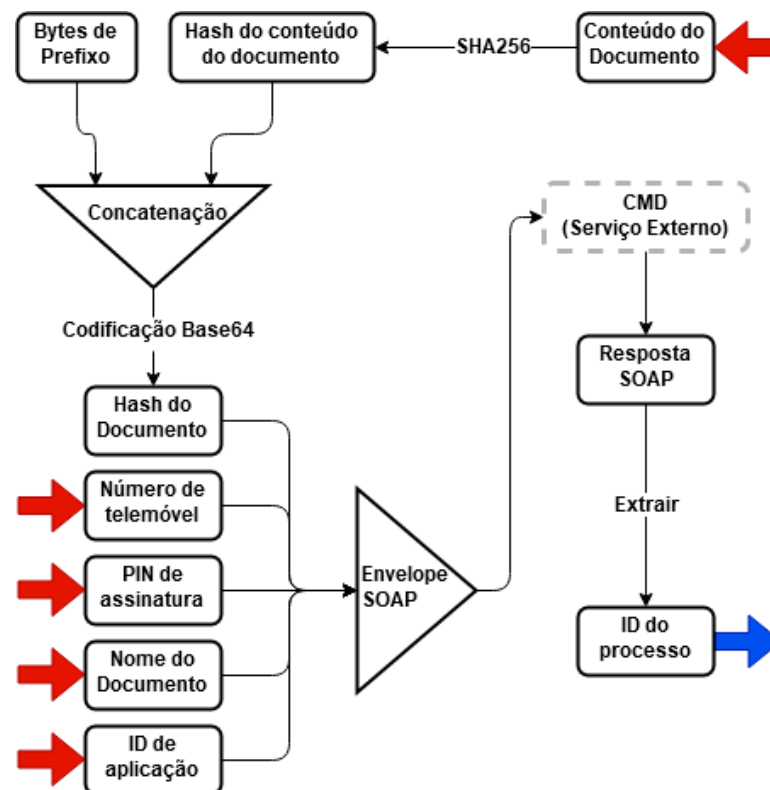 Bytes de
Prefixo
Hash do conteúdo
do documento
SHA256
Conteúdo do
Documento
Concatenação
CMD
(Serviço Externo)
Codificação Base64
Resposta
SOAP
Hash do
Documento
Número de
telemóvel
Extrair
PIN de
assinatura
Envelope
SOAP
ID do
processo
Nome do
Documento
ID de
aplicação